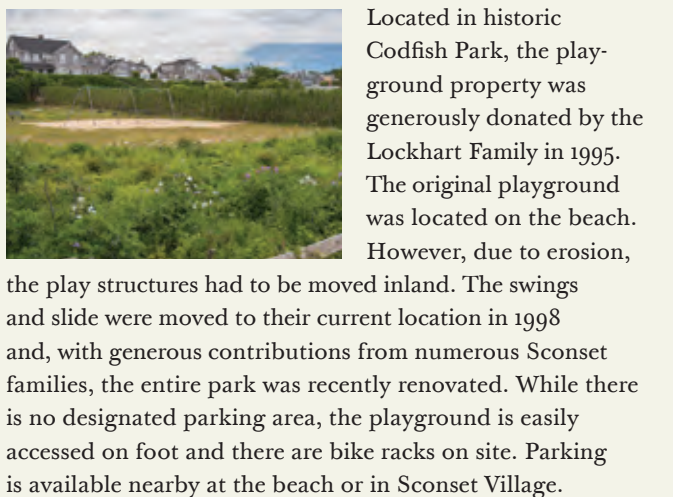 Located in historic
Codfish Park, the play-
ground property was
generously donated by the
Lockhart Family in 1995.
The original playground
was located on the beach.
However, due to erosion,
the play structures had to be moved inland. The swings
and slide were moved to their current location in 1998
and, with generous contributions from numerous Sconset
families, the entire park was recently renovated. While there
is no designated parking area, the playground is easily
accessed on foot and there are bike racks on site. Parking
is available nearby at the beach or in Sconset Village.